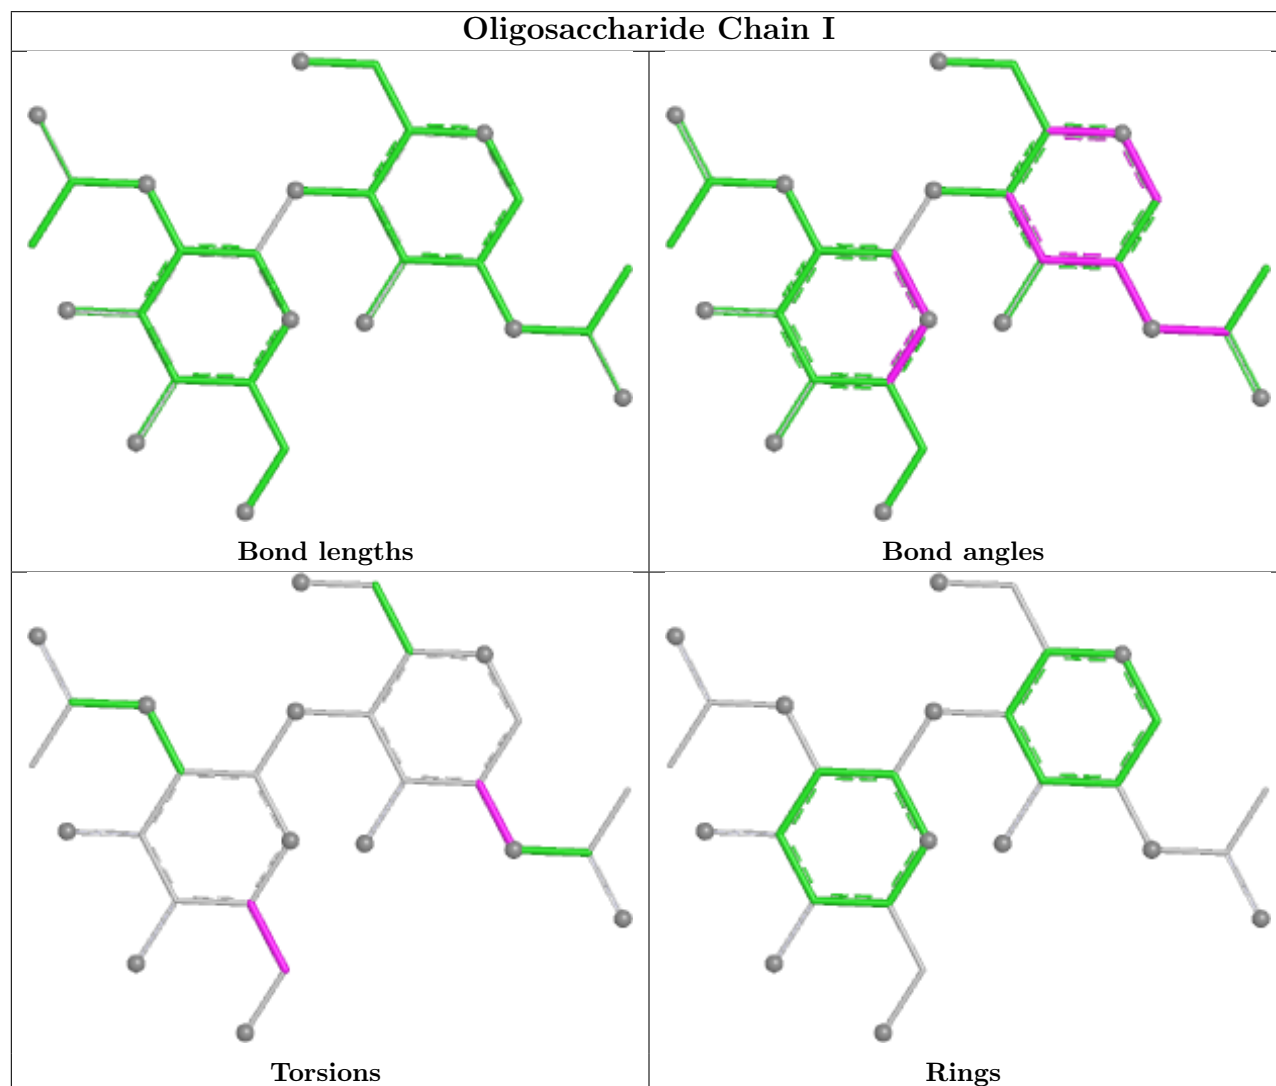 Oligosaccharide Chain I
Bond lengths
Bond angles
Torsions
Rings